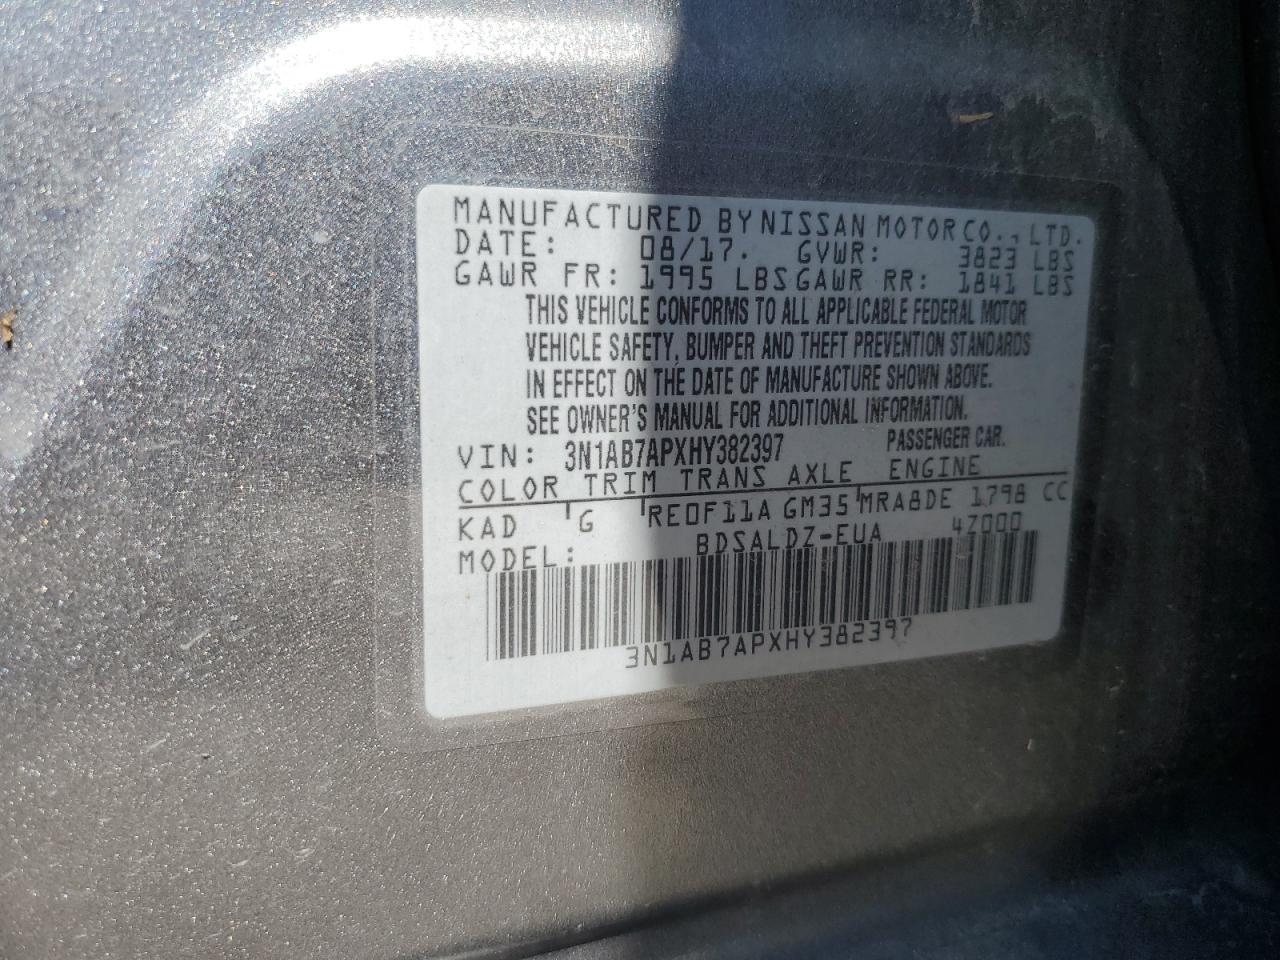 MANUFACTURED BY NISSAN MOTOR CO., LTD.
DATE: 08/17. GVWR: 3823 LBS
GAWR FR: 1995 LBS GAWR RR: 1841 LBS
THIS VEHICLE CONFORMS TO ALL APPLICABLE FEDERAL MOTOR
VEHICLE SAFETY, BUMPER AND THEFT PREVENTION STANDARDS
IN EFFECT ON THE DATE OF MANUFACTURE SHOWN ABOVE.
SEE OWNER'S MANUAL FOR ADDITIONAL INFORMATION.
VIN: 3N1AB7APXHY382397 PASSENGER CAR.
COLOR TRIM TRANS AXLE ENGINE
KAD G RE0F11A GM35 MRA8DE 1798 CC
MODEL: BDSALDZ-EUA 4Z000
3N1AB7APXHY382397